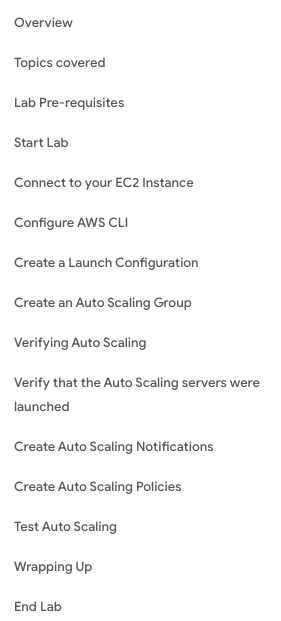 Overview
Topics covered
Lab Pre-requisites
Start Lab
Connect to your EC2 Instance
Configure AWS CLI
Create a Launch Configuration
Create an Auto Scaling Group
Verifying Auto Scaling
Verify that the Auto Scaling servers were
launched
Create Auto Scaling Notifications
Create Auto Scaling Policies
Test Auto Scaling
Wrapping Up
End Lab